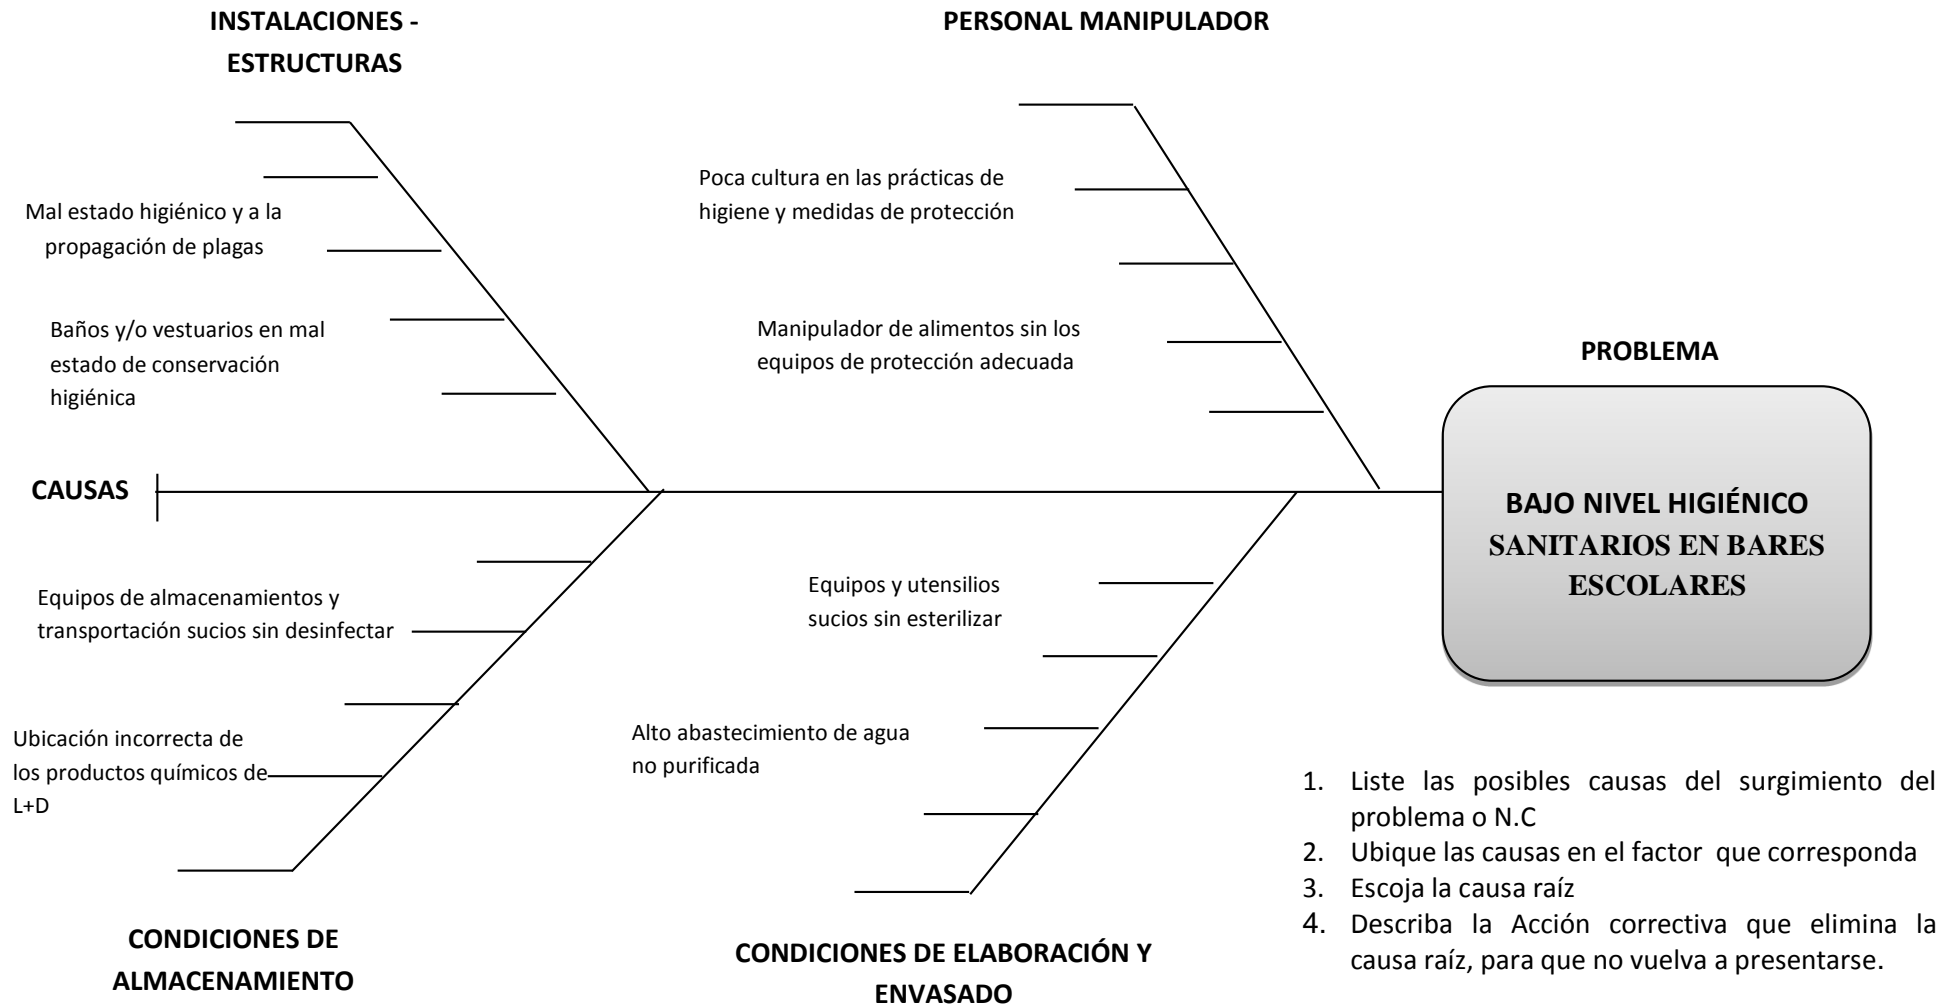 INSTALACIONES -
ESTRUCTURAS
PERSONAL MANIPULADOR
Mal estado higiénico y a la
propagación de plagas
Baños y/o vestuarios en mal
estado de conservación
higiénica
Poca cultura en las prácticas de
higiene y medidas de protección
Manipulador de alimentos sin los
equipos de protección adecuada
PROBLEMA
CAUSAS
BAJO NIVEL HIGIÉNICO
SANITARIOS EN BARES
ESCOLARES
Equipos de almacenamientos y
transportación sucios sin desinfectar
Ubicación incorrecta de
los productos químicos de
L+D
Equipos y utensilios
sucios sin esterilizar
Alto abastecimiento de agua
no purificada
1. Liste las posibles causas del surgimiento del
problema o N.C
2. Ubique las causas en el factor que corresponda
3. Escoja la causa raíz
4. Describa la Acción correctiva que elimina la
causa raíz, para que no vuelva a presentarse.
CONDICIONES DE
ALMACENAMIENTO
CONDICIONES DE ELABORACIÓN Y
ENVASADO